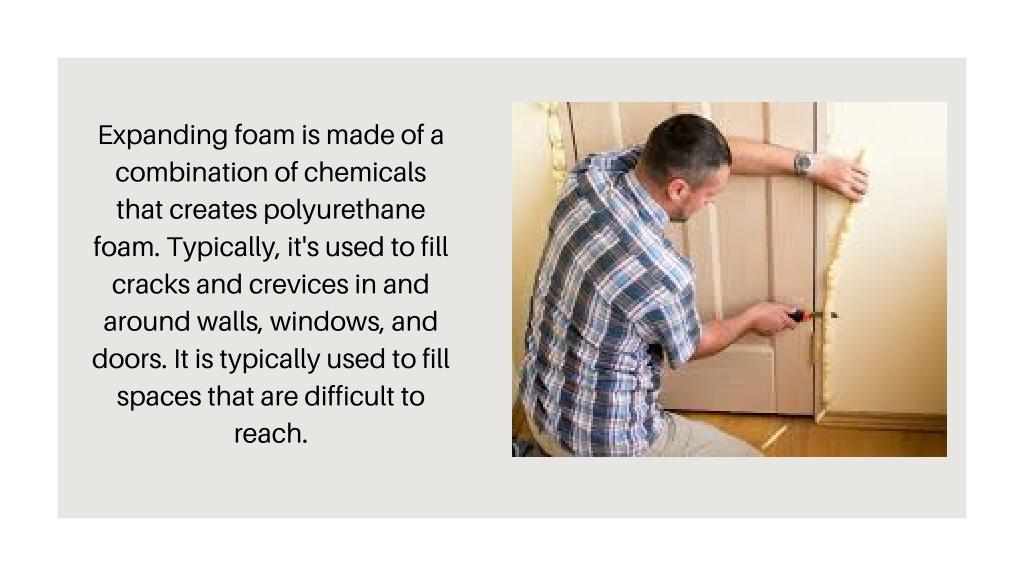 Expanding foam is made of a
combination of chemicals
that creates polyurethane
foam. Typically, it's used to fill
cracks and crevices in and
around walls, windows, and
doors. It is typically used to fill
spaces that are difficult to
reach.